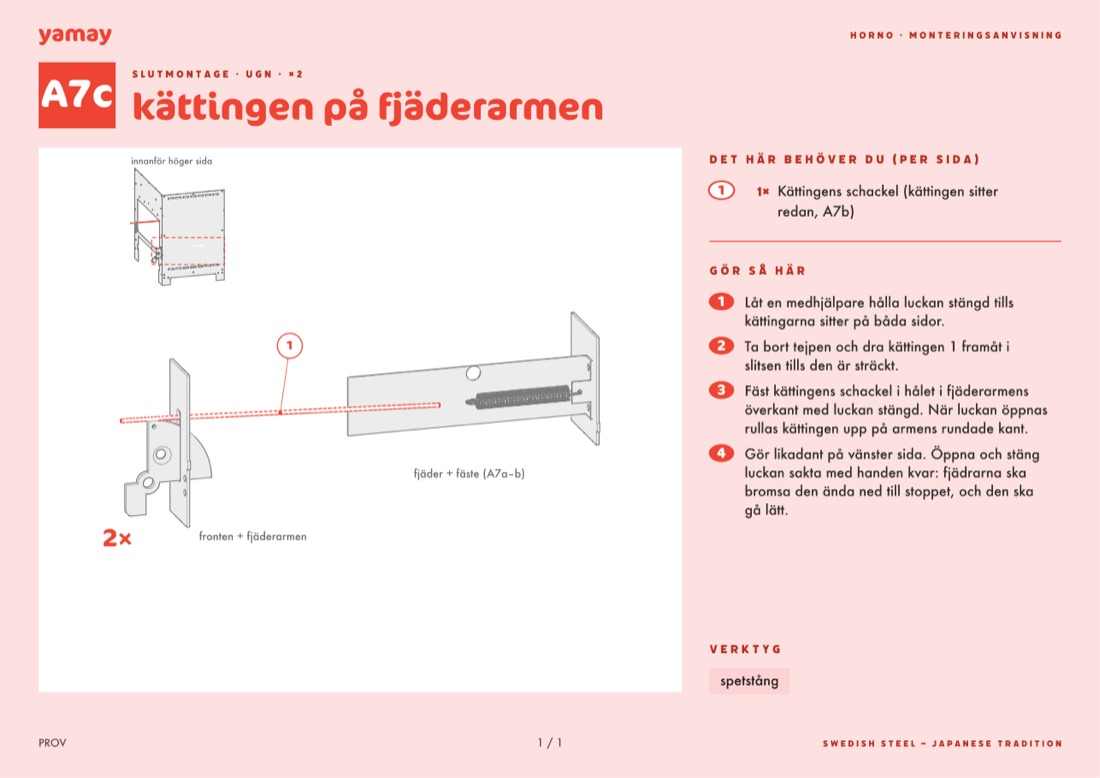 yamay
HORNO · MONTERINGSANVISNING
A7c
SLUTMONTAGE · UGN · ×2
kättingen på fjäderarmen
innanför höger sida
1
fjäder + fäste (A7a–b)
2×
fronten + fjäderarmen
DET HÄR BEHÖVER DU (PER SIDA)
1 1× Kättingens schackel (kättingen sitter
redan, A7b)
GÖR SÅ HÄR
1 Låt en medhjälpare hålla luckan stängd tills
kättingarna sitter på båda sidor.
2 Ta bort tejpen och dra kättingen 1 framåt i
slitsen tills den är sträckt.
3 Fäst kättingens schackel i hålet i fjäderarmens
överkant med luckan stängd. När luckan öppnas
rullas kättingen upp på armens rundade kant.
4 Gör likadant på vänster sida. Öppna och stäng
luckan sakta med handen kvar: fjädrarna ska
bromsa den ända ned till stoppet, och den ska
gå lätt.
VERKTYG
spetstång
PROV
1 / 1
SWEDISH STEEL – JAPANESE TRADITION